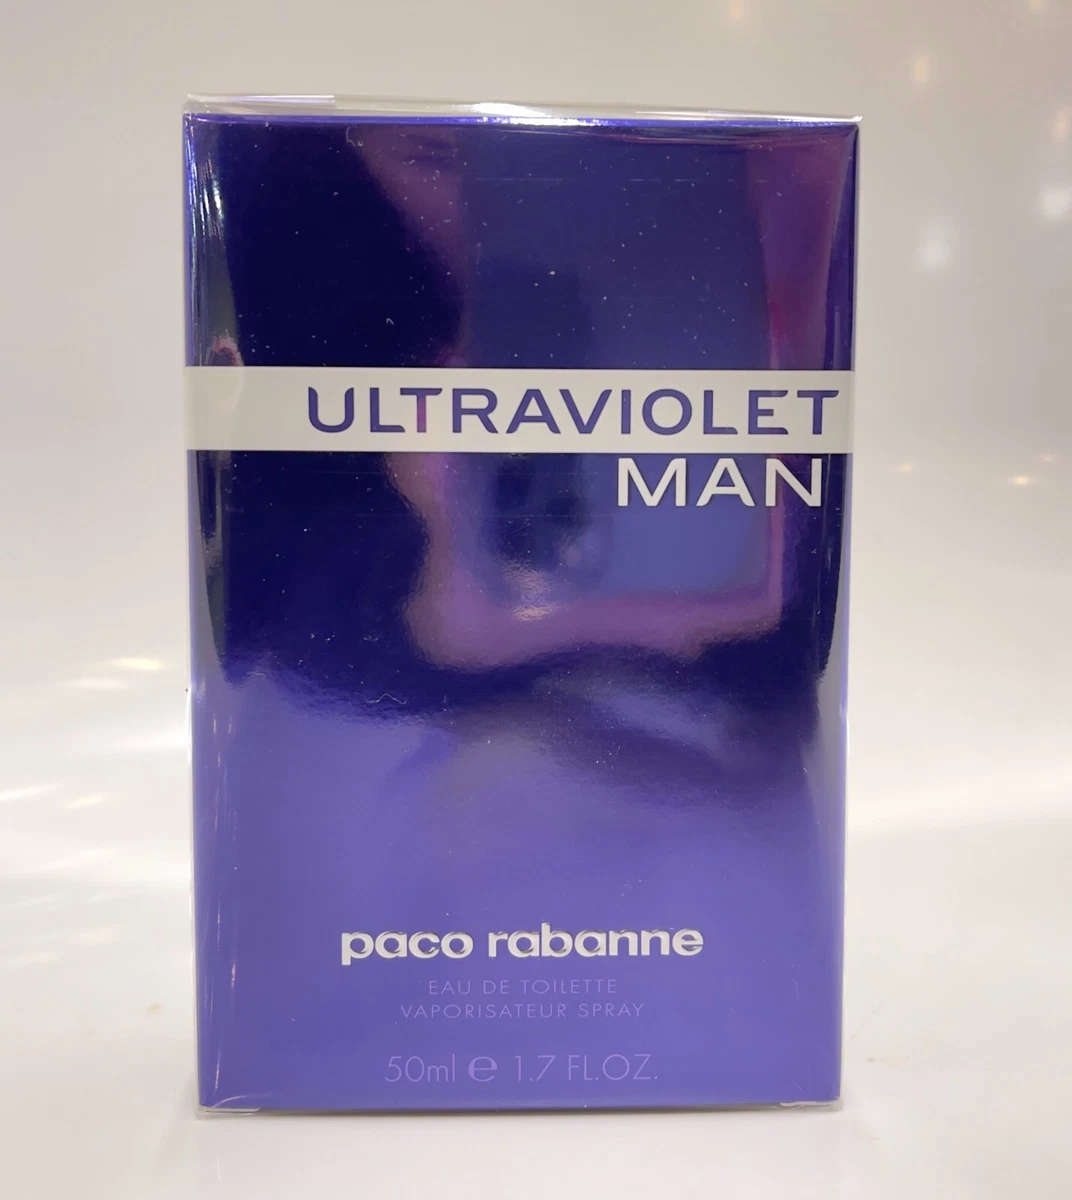 ULTRAVIOLET
MAN
paco rabanne
EAU DE TOILETTE
VAPORISATEUR SPRAY
50ml ℮ 1.7 FL.OZ.